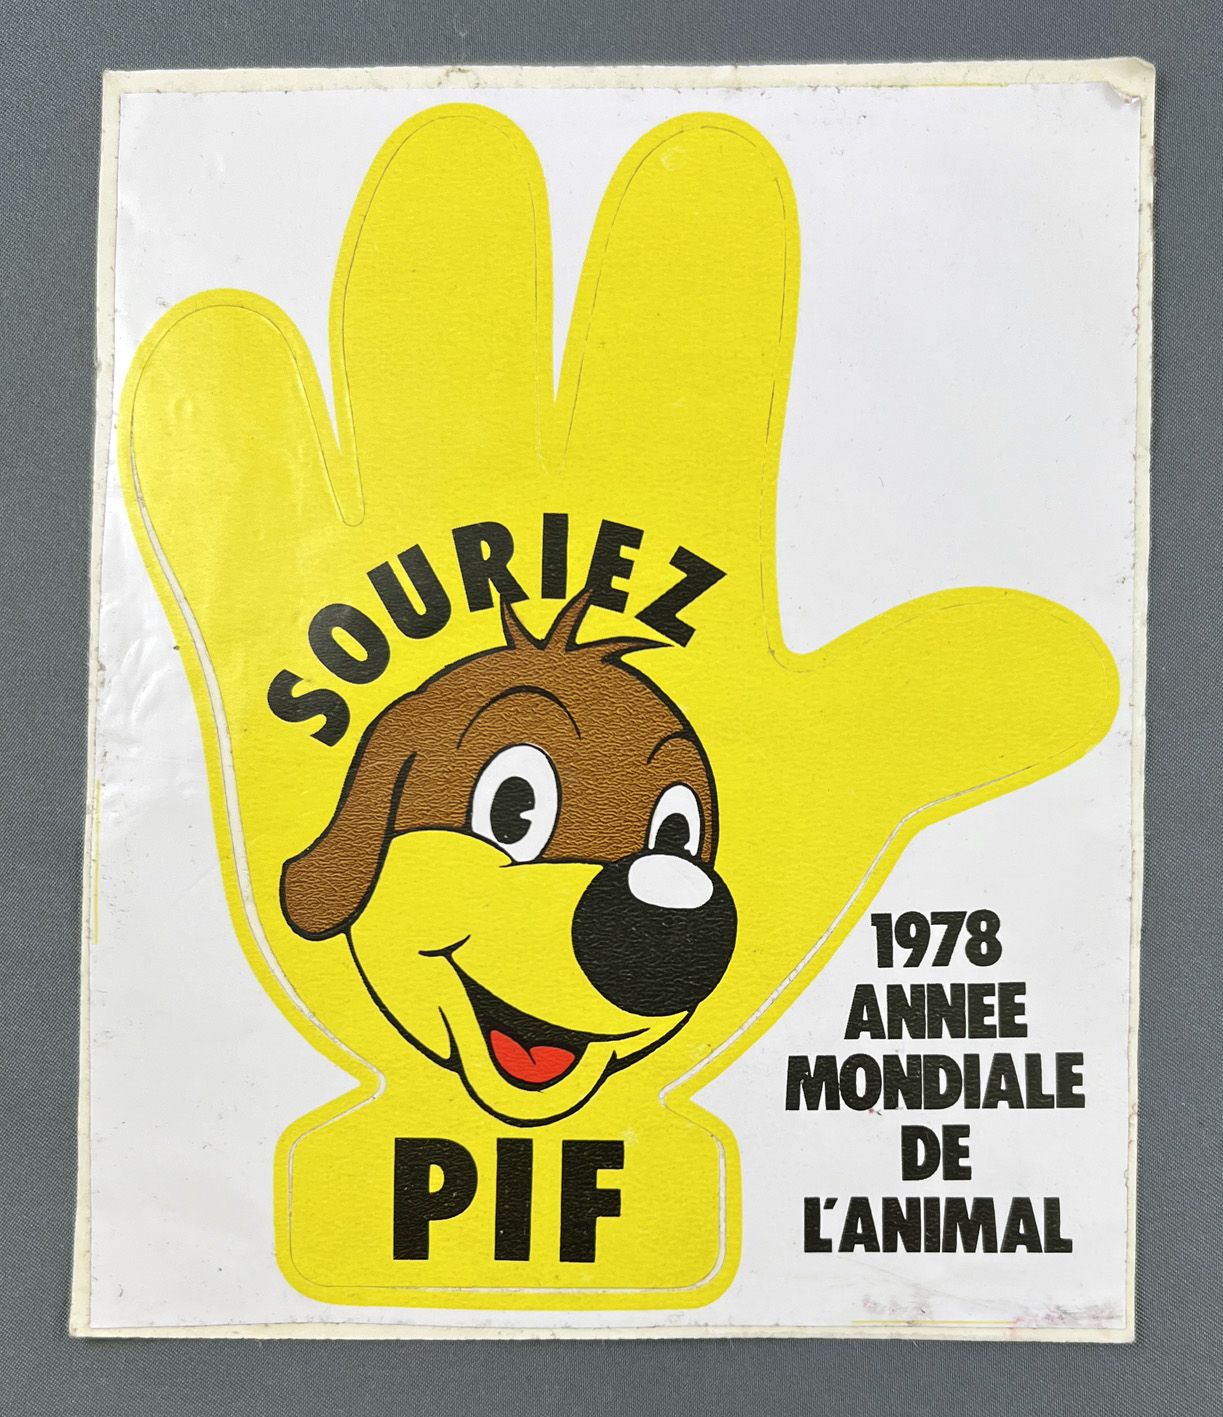 SOURIEZ
PIF
1978
ANNEE
MONDIALE
DE
L'ANIMAL